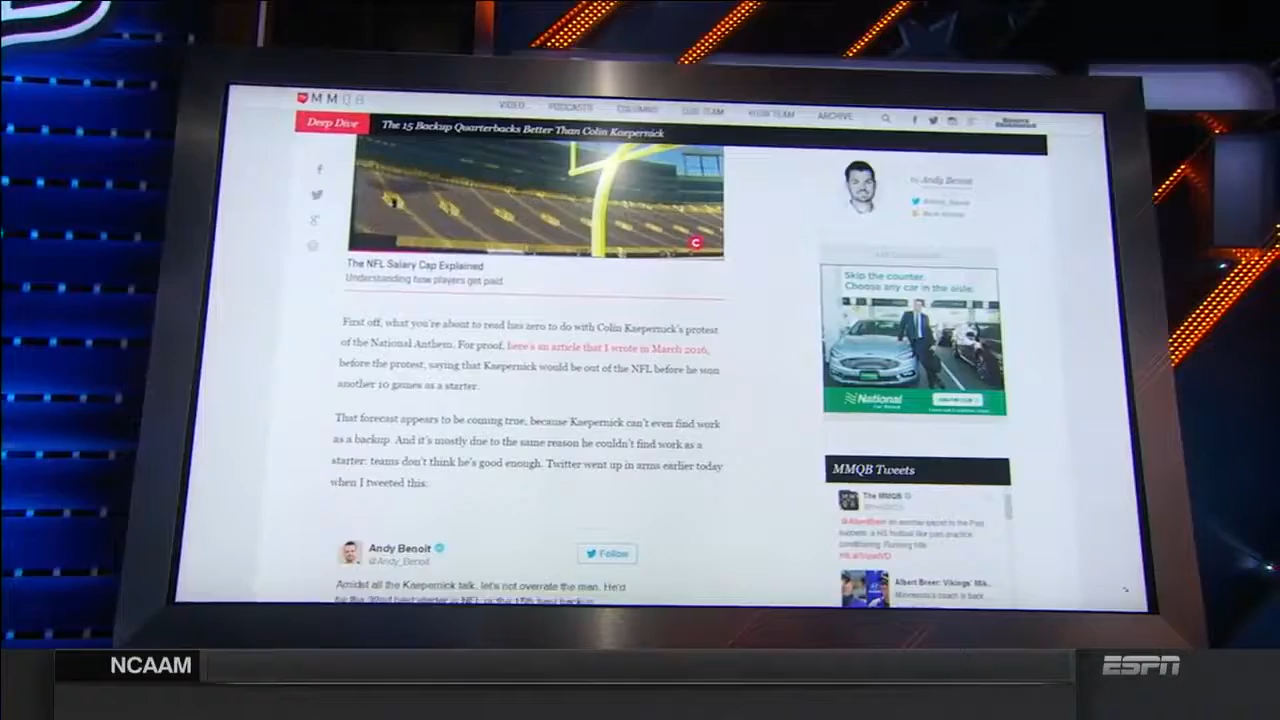 MMQB
VIDEO PODCASTS COLUMNS OUR TEAM ARCHIVE
Deep Dive The 15 Backup Quarterbacks Better Than Colin Kaepernick
by Andy Benoit
The NFL Salary Cap Explained
Understanding how players get paid
Skip the counter.
Choose any car in the aisle.
National
First off, what you're about to read has zero to do with Colin Kaepernick's protest
of the National Anthem. For proof, here's an article that I wrote in March 2016,
before the protest, saying that Kaepernick would be out of the NFL before he won
another 10 games as a starter.
That forecast appears to be coming true, because Kaepernick can't even find work
as a backup. And it's mostly due to the same reason he couldn't find work as a
starter: teams don't think he's good enough. Twitter went up in arms earlier today
when I tweeted this:
MMQB Tweets
The MMQB
Andy Benoit
@Andy_Benoit
Follow
Amidst all the Kaepernick talk, let's not overrate the man. He'd
Albert Breer: Vikings' Mik...
Minnesota's coach is back
NCAAM
ESPN